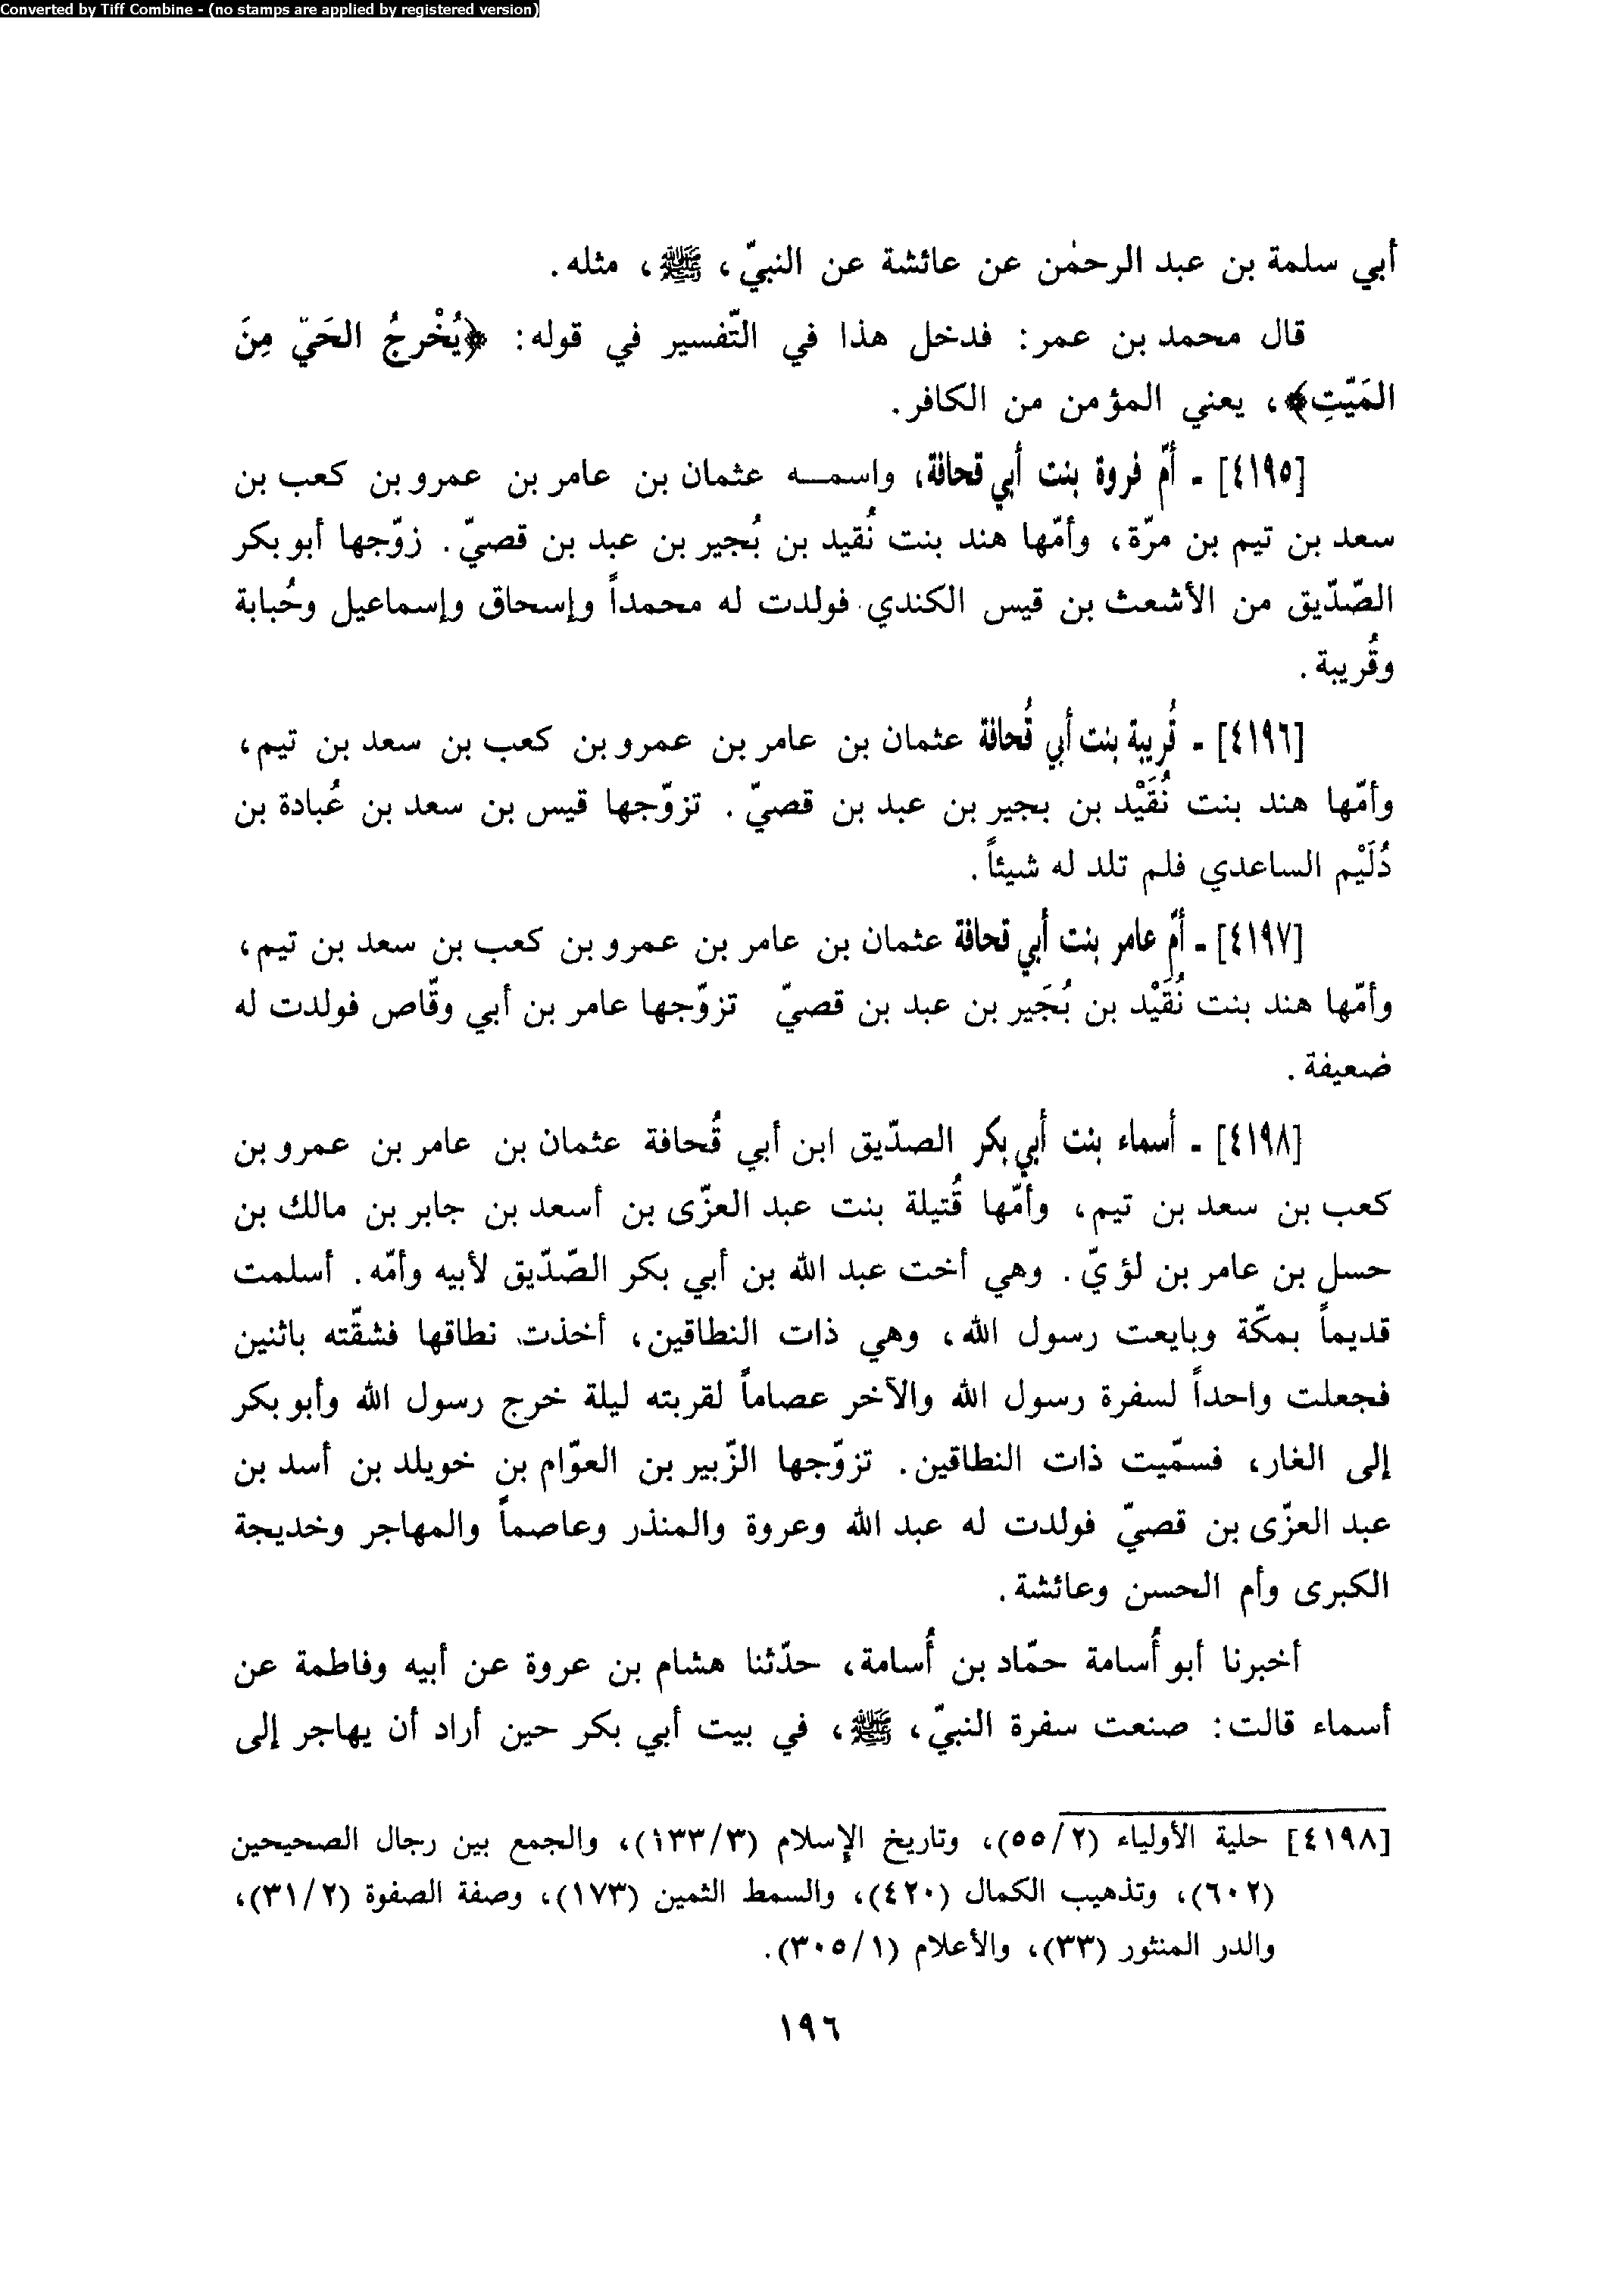 Converted by Tiff Combine - (no stamps are applied by registered version)
أبي سلمة بن عبد الرحمٰن عن عائشة عن النبيّ، ﷺ، مثله.
قال محمد بن عمر: فدخل هذا في التّفسير في قوله: ﴿يُخْرِجُ الحَيّ مِنَ
المَيّتِ﴾، يعني المؤمن من الكافر.
[٤١٩٥] ـ أمّ فروة بنت أبي قحافة، واسمـــه عثمان بن عامر بن عمرو بن كعب بن
سعد بن تيم بن مرّة، وأمّها هند بنت نُقيد بن بُجير بن عبد بن قصيّ. زوّجها أبو بكر
الصّدّيق من الأشعث بن قيس الكندي فولدت له محمداً وإسحاق وإسماعيل وحُبابة
وقُريبة.
[٤١٩٦] ـ قُريبة بنت أبي قُحافة عثمان بن عامر بن عمرو بن كعب بن سعد بن تيم،
وأمّها هند بنت نُقَيْد بن بجير بن عبد بن قصيّ. تزوّجها قيس بن سعد بن عُبادة بن
دُلَيْم الساعدي فلم تلد له شيئاً.
[٤١٩٧] ـ أمّ عامر بنت أبي قحافة عثمان بن عامر بن عمرو بن كعب بن سعد بن تيم،
وأمّها هند بنت نُقَيْد بن بُجَير بن عبد بن قصيّ تزوّجها عامر بن أبي وقّاص فولدت له
ضعيفة.
[٤١٩٨] ـ أسماء بنت أبي بكر الصدّيق ابن أبي قُحافة عثمان بن عامر بن عمرو بن
كعب بن سعد بن تيم، وأمّها قُتيلة بنت عبد العزّى بن أسعد بن جابر بن مالك بن
حسل بن عامر بن لؤيّ. وهي أخت عبد الله بن أبي بكر الصّدّيق لأبيه وأمّه. أسلمت
قديماً بمكّة وبايعت رسول الله، وهي ذات النطاقين، أخذت نطاقها فشقّته باثنين
فجعلت واحداً لسفرة رسول الله والآخر عصاماً لقربته ليلة خرج رسول الله وأبو بكر
إلى الغار، فسمّيت ذات النطاقين. تزوّجها الزّبير بن العوّام بن خويلد بن أسد بن
عبد العزّى بن قصيّ فولدت له عبد الله وعروة والمنذر وعاصماً والمهاجر وخديجة
الكبرى وأم الحسن وعائشة.
أخبرنا أبو أُسامة حمّاد بن أُسامة، حدّثنا هشام بن عروة عن أبيه وفاطمة عن
أسماء قالت: صنعت سفرة النبيّ، ﷺ، في بيت أبي بكر حين أراد أن يهاجر إلى
[٤١٩٨] حلية الأولياء (٥٥/٢)، وتاريخ الإسلام (١٣٣/٣)، والجمع بين رجال الصحيحين
(٦٠٢)، وتذهيب الكمال (٤٢٠)، والسمط الثمين (١٧٣)، وصفة الصفوة (٣١/٢)،
والدر المنثور (٣٣)، والأعلام (٣٠٥/١).
١٩٦